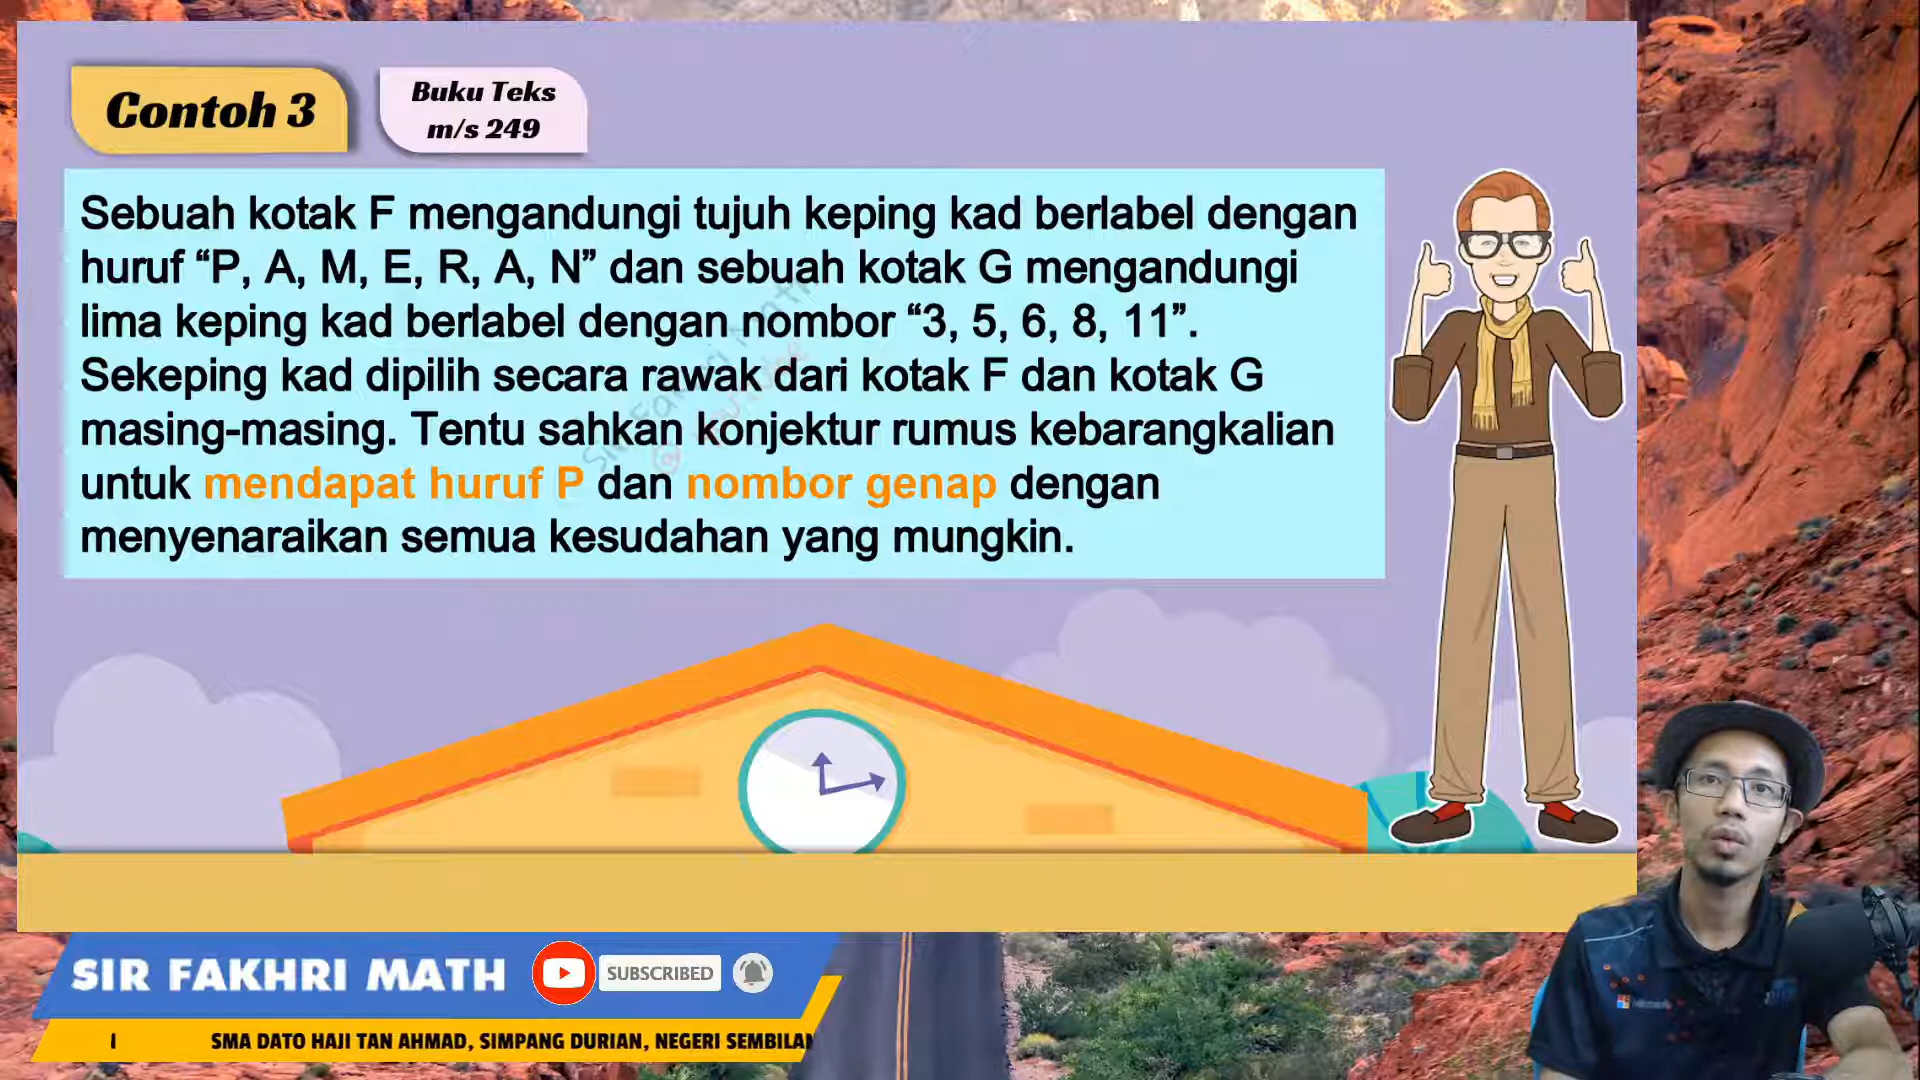 Contoh 3
Buku Teks
m/s 249
Sebuah kotak F mengandungi tujuh keping kad berlabel dengan
huruf “P, A, M, E, R, A, N” dan sebuah kotak G mengandungi
lima keping kad berlabel dengan nombor “3, 5, 6, 8, 11”.
Sekeping kad dipilih secara rawak dari kotak F dan kotak G
masing-masing. Tentu sahkan konjektur rumus kebarangkalian
untuk mendapat huruf P dan nombor genap dengan
menyenaraikan semua kesudahan yang mungkin.
SIR FAKHRI MATH
SUBSCRIBED
SMA DATO HAJI TAN AHMAD, SIMPANG DURIAN, NEGERI SEMBILAN